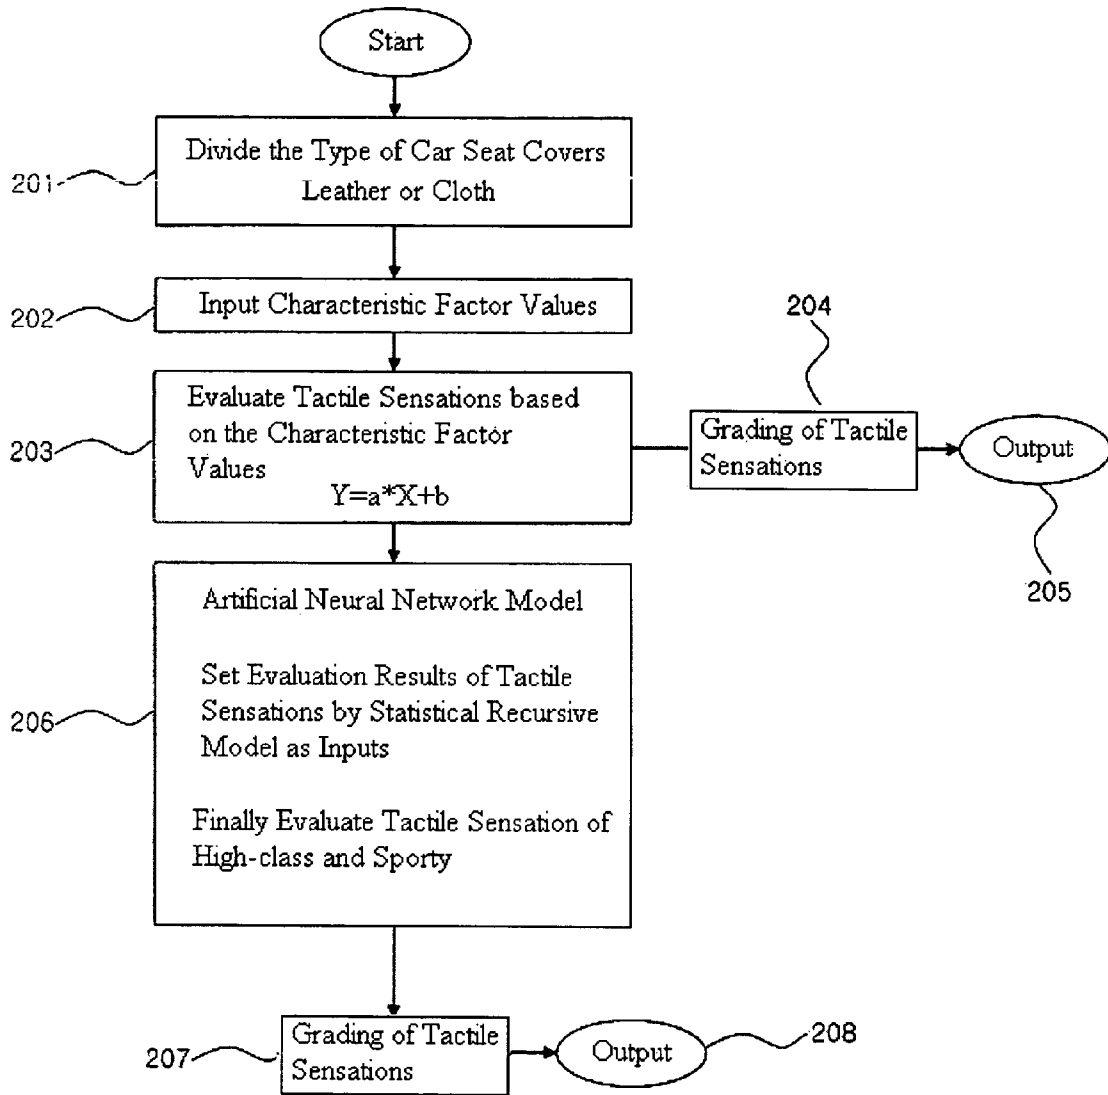 Start
Divide the Type of Car Seat Covers
Leather or Cloth
201
Input Characteristic Factor Values
202
204
Evaluate Tactile Sensations based
on the Characteristic Factor
Values
Y=a*X+b
203
Grading of Tactile
Sensations
Output
205
Artificial Neural Network Model
Set Evaluation Results of Tactile
Sensations by Statistical Recursive
Model as Inputs
Finally Evaluate Tactile Sensation of
High-class and Sporty
206
Grading of Tactile
Sensations
207
Output
208